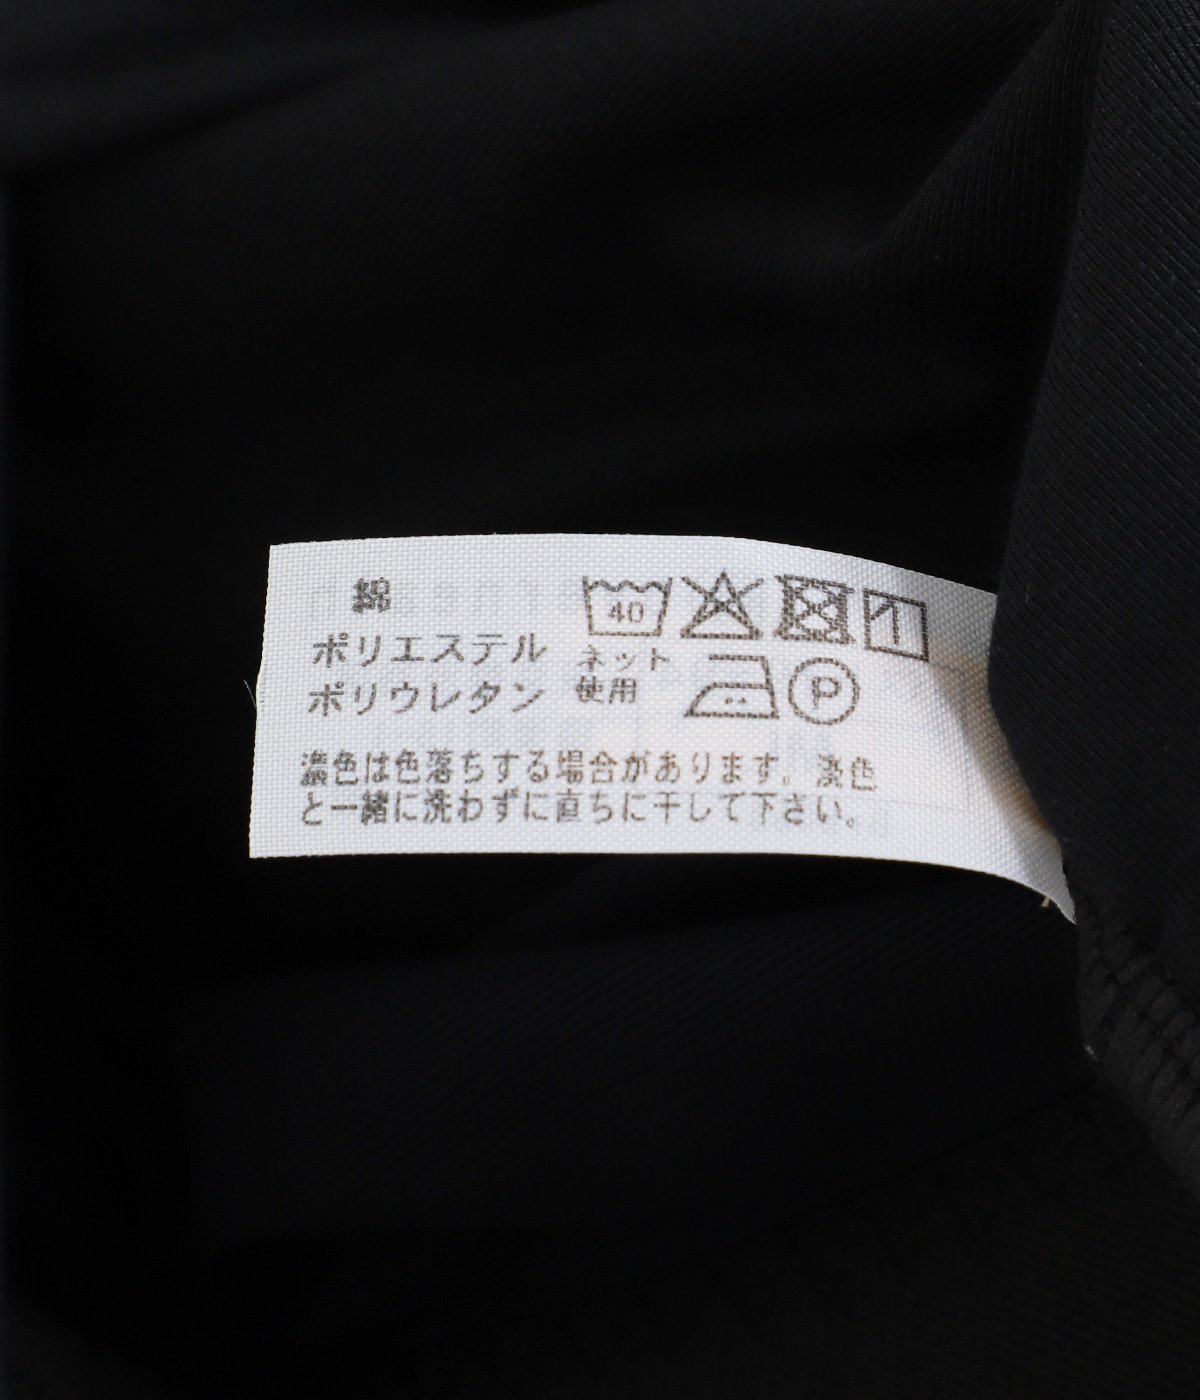 綿
ポリエステル
ポリウレタン
40
ネット
使用
P
濃色は色落ちする場合があります。淡色
と一緒に洗わずに直ちに干して下さい。